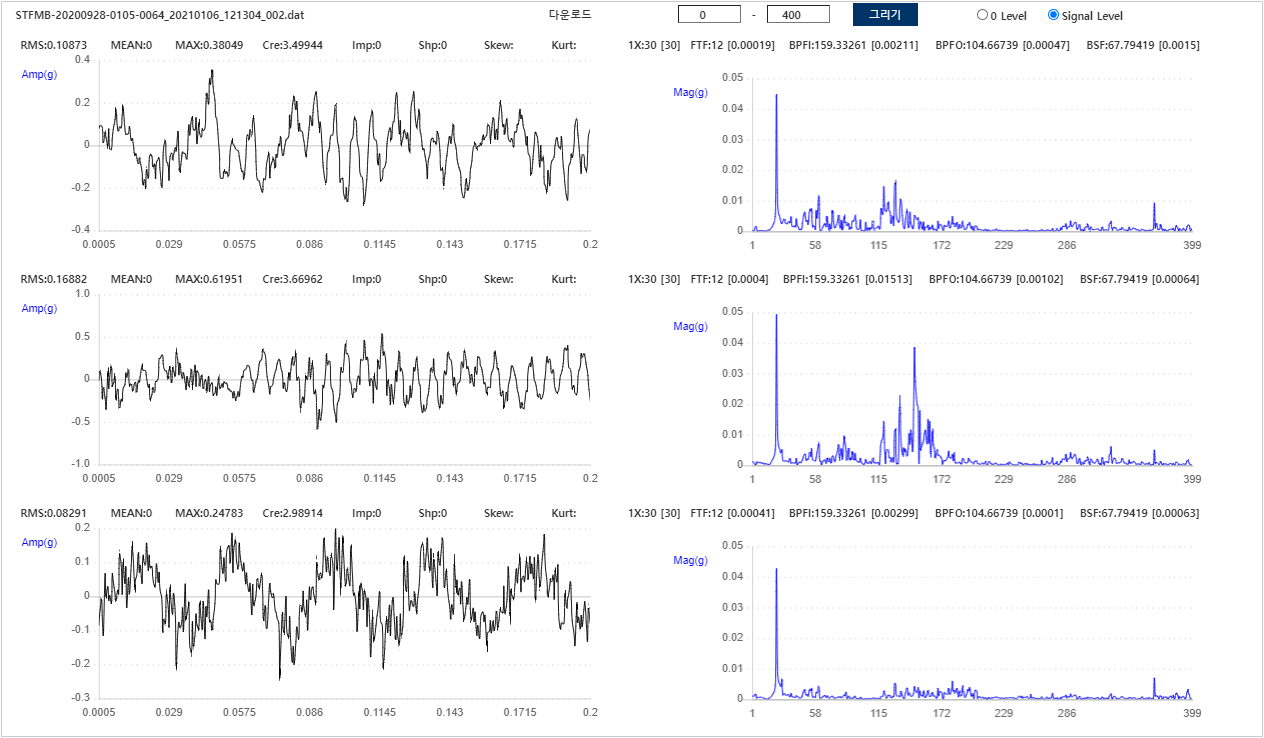 STFMB-20200928-0105-0064_20210106_121304_002.dat 다운로드 0 - 400 그리기 0 Level Signal Level
RMS:0.10873 MEAN:0 MAX:0.38049 Cre:3.49944 Imp:0 Shp:0 Skew: Kurt:
Amp(g)
0.4
0.2
0
-0.2
-0.4
0.0005 0.029 0.0575 0.086 0.1145 0.143 0.1715 0.2
1X:30 [30] FTF:12 [0.00019] BPFI:159.33261 [0.00211] BPFO:104.66739 [0.00047] BSF:67.79419 [0.0015]
Mag(g)
0.05
0.04
0.03
0.02
0.01
0
1 58 115 172 229 286 399
RMS:0.16882 MEAN:0 MAX:0.61951 Cre:3.66962 Imp:0 Shp:0 Skew: Kurt:
Amp(g)
1.0
0.5
0
-0.5
-1.0
0.0005 0.029 0.0575 0.086 0.1145 0.143 0.1715 0.2
1X:30 [30] FTF:12 [0.0004] BPFI:159.33261 [0.01513] BPFO:104.66739 [0.00102] BSF:67.79419 [0.00064]
Mag(g)
0.05
0.04
0.03
0.02
0.01
0
1 58 115 172 229 286 399
RMS:0.08291 MEAN:0 MAX:0.24783 Cre:2.98914 Imp:0 Shp:0 Skew: Kurt:
Amp(g)
0.2
0.1
0
-0.1
-0.2
-0.3
0.0005 0.029 0.0575 0.086 0.1145 0.143 0.1715 0.2
1X:30 [30] FTF:12 [0.00041] BPFI:159.33261 [0.00299] BPFO:104.66739 [0.0001] BSF:67.79419 [0.00063]
Mag(g)
0.05
0.04
0.03
0.02
0.01
0
1 58 115 172 229 286 399